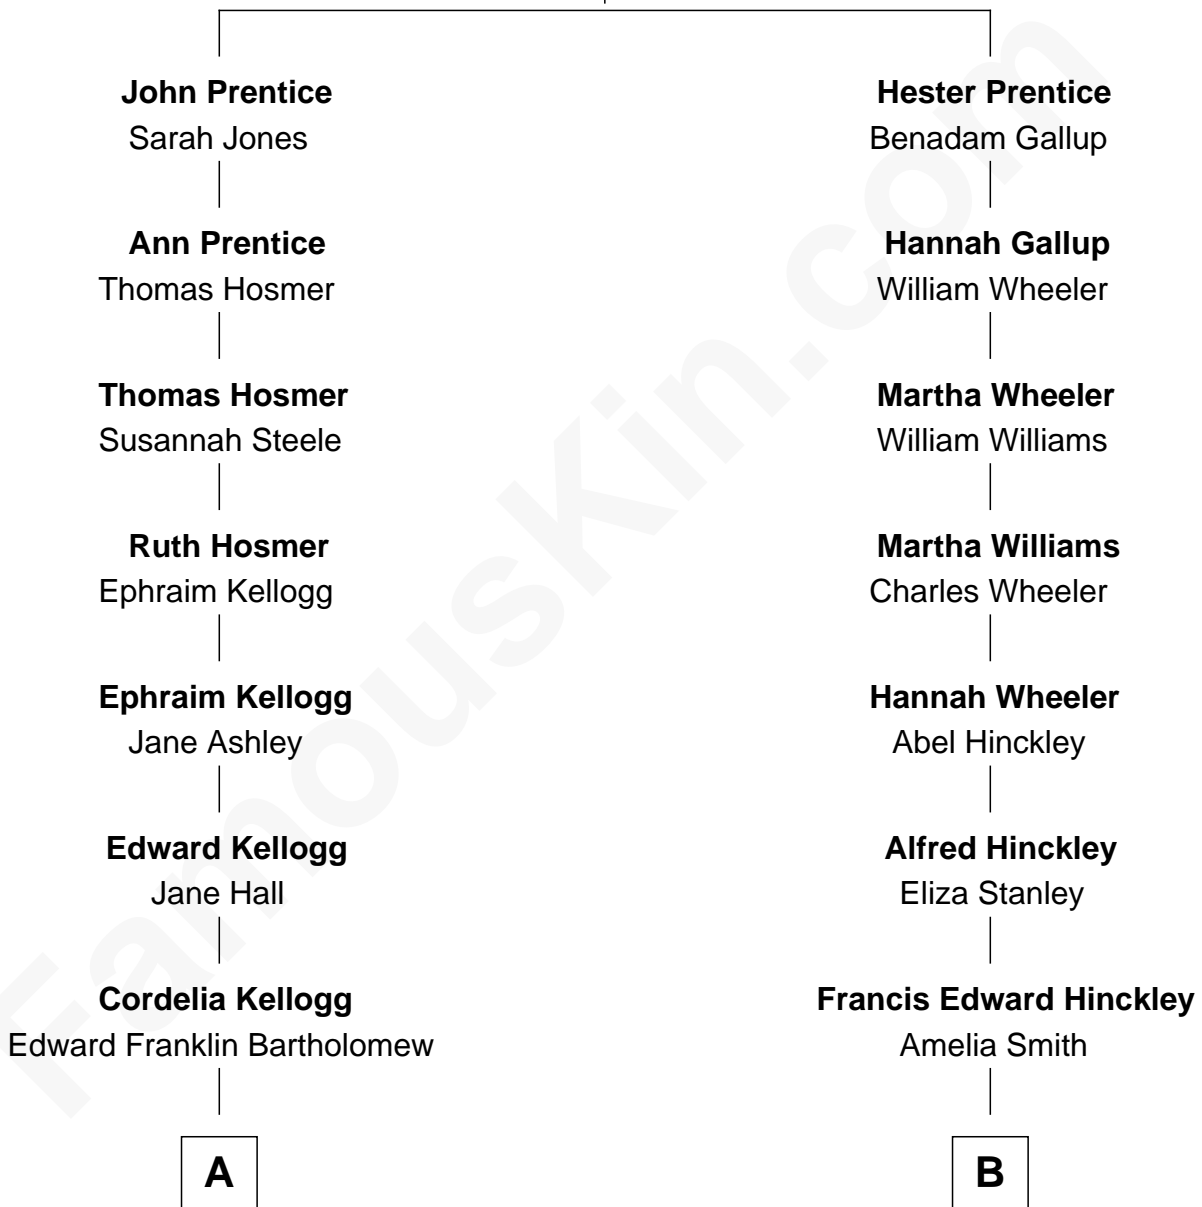 John Prentice
Sarah Jones
Hester Prentice
Benadam Gallup
Ann Prentice
Thomas Hosmer
Hannah Gallup
William Wheeler
Thomas Hosmer
Susannah Steele
Martha Wheeler
William Williams
Ruth Hosmer
Ephraim Kellogg
Martha Williams
Charles Wheeler
Ephraim Kellogg
Jane Ashley
Hannah Wheeler
Abel Hinckley
Edward Kellogg
Jane Hall
Alfred Hinckley
Eliza Stanley
Cordelia Kellogg
Edward Franklin Bartholomew
Francis Edward Hinckley
Amelia Smith
A
B
FamousKin.com